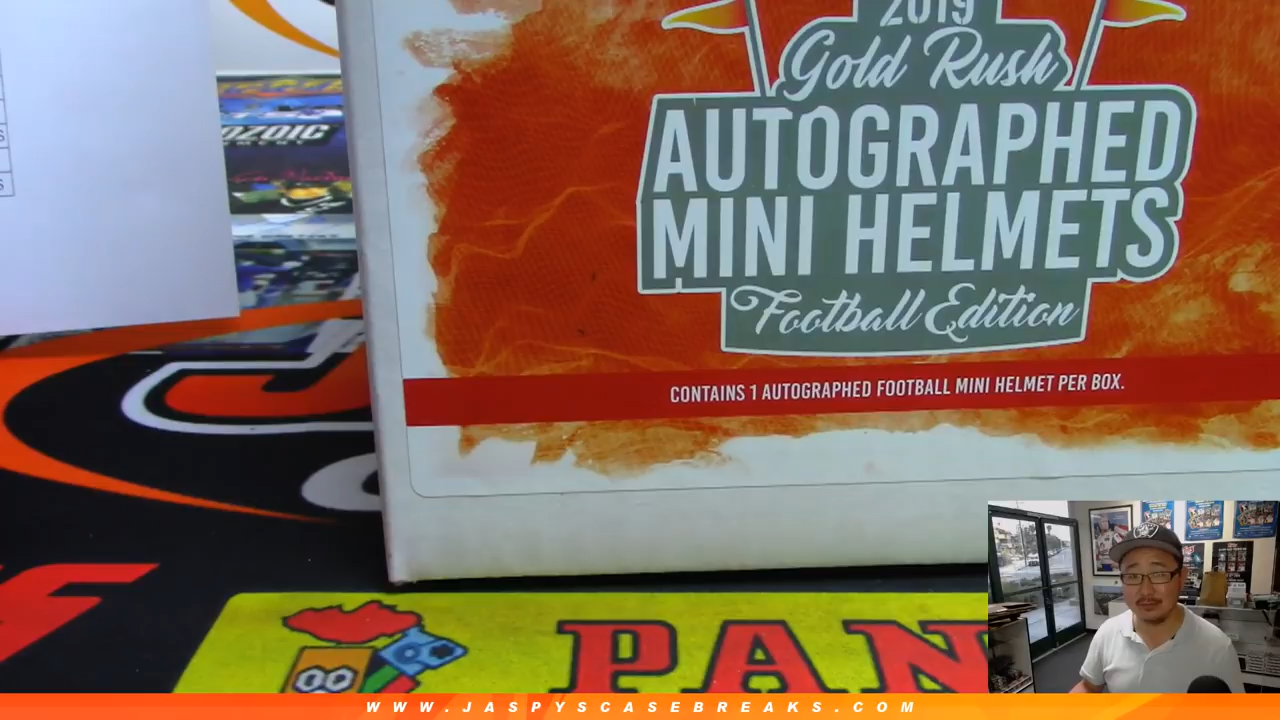 2019
Gold Rush
AUTOGRAPHED
MINI HELMETS
Football Edition
CONTAINS 1 AUTOGRAPHED FOOTBALL MINI HELMET PER BOX.
OZOIC
S
S
PAN
WWW.JASPYSCASEBREAKS.COM